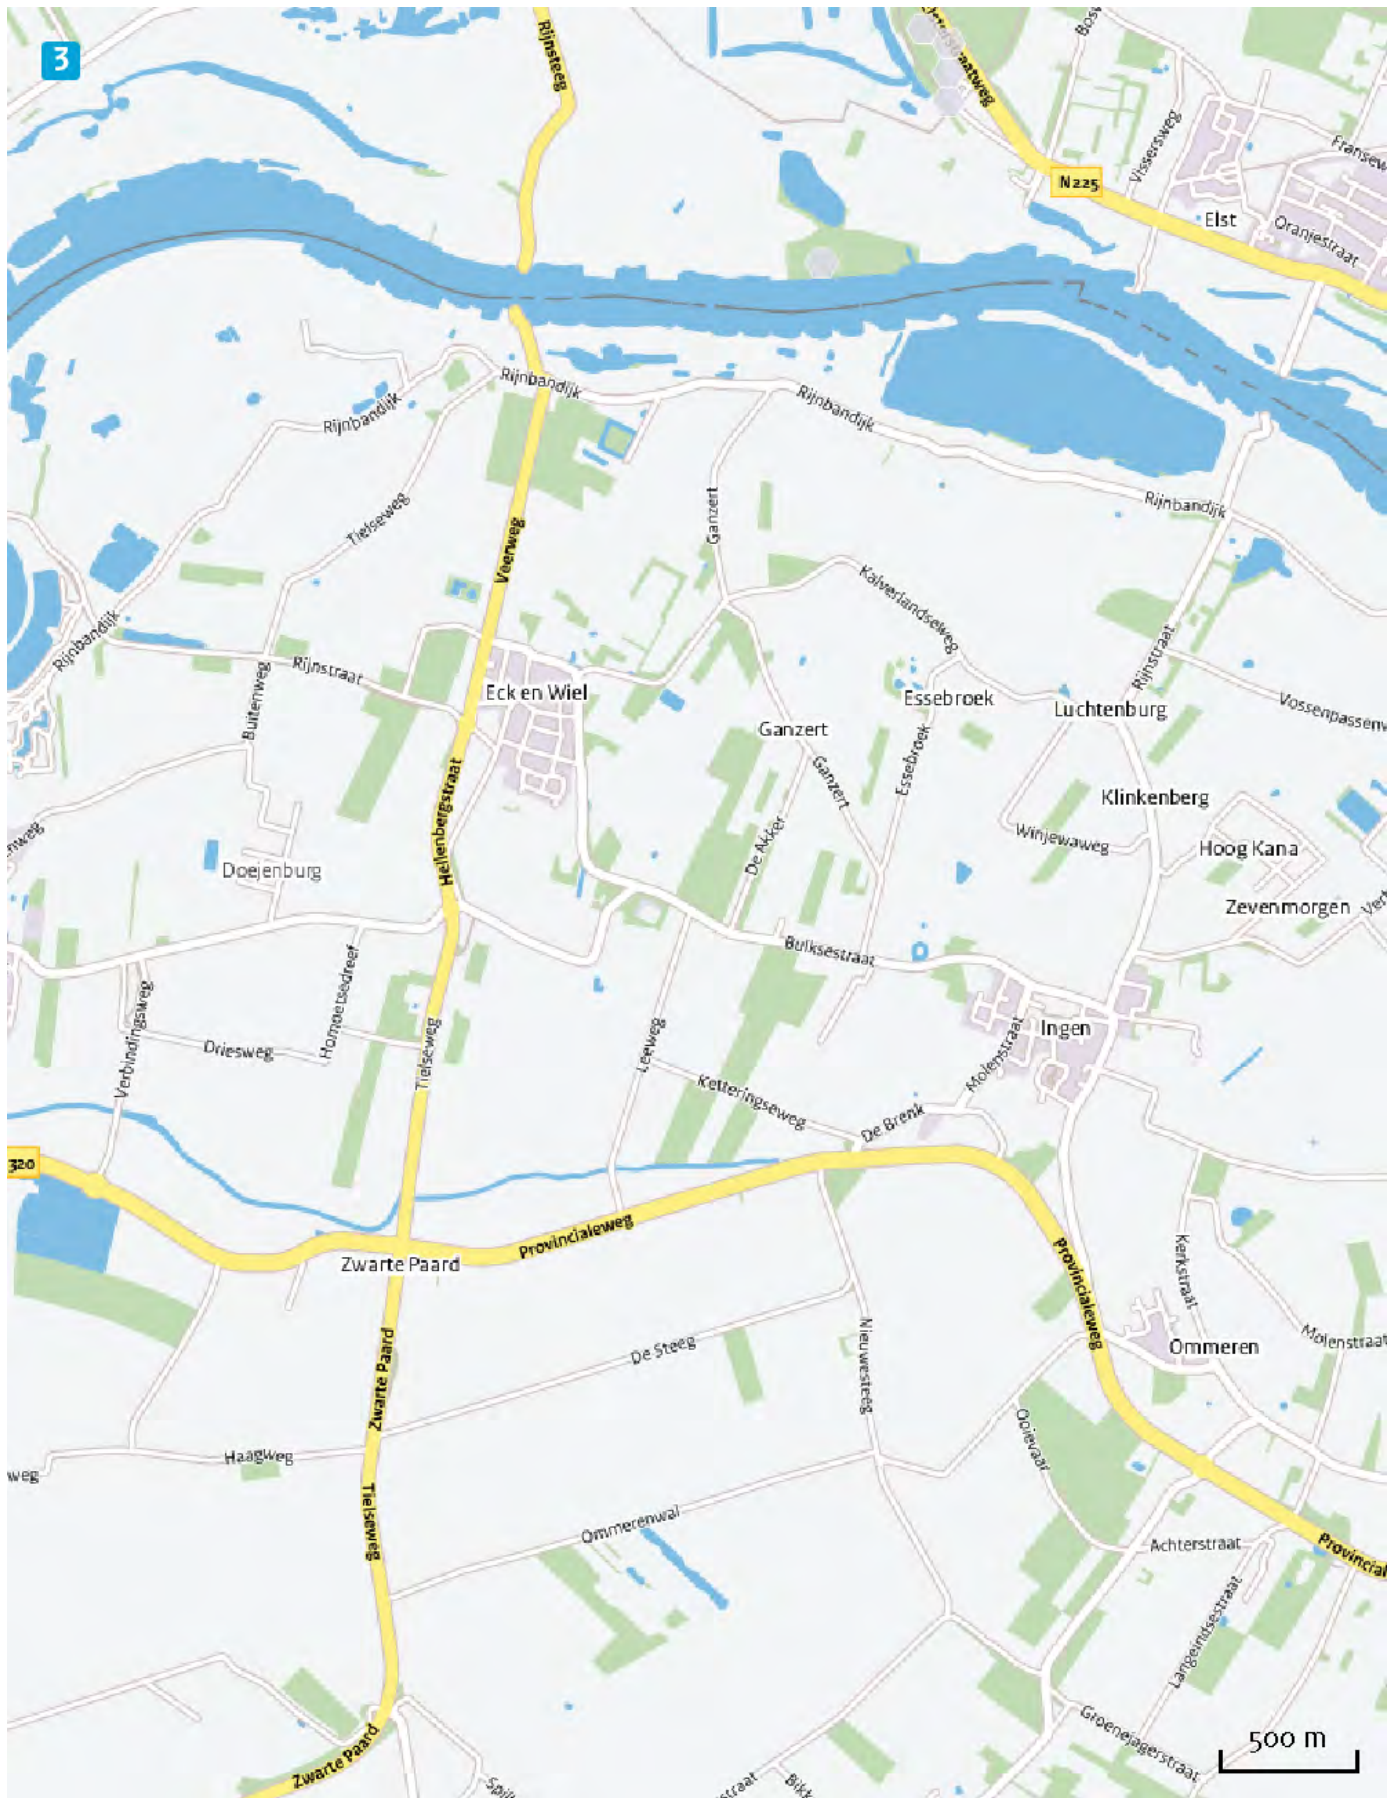 3
Rijnsteeg
N225
Vissersweg
Elst
Oranjestraat
Rijnbandijk
Rijnbandijk
Rijnbandijk
Rijnbandijk
Tielseweg
Veerweg
Ganzert
Kalverlandseweg
Rijnbandijk
Rijnstraat
Rijnstraat
Buitenweg
Eck en Wiel
Essebroek
Luchtenburg
Ganzert
Ganzert
Essebroek
Hellenbergstraat
Klinkenberg
Winjewaweg
Hoog Kana
De Akker
Doejenburg
Zevenmorgen
Bulksestraat
Verbindingsweg
Homoetsedreef
Driesweg
Tielseweg
Leeweg
Ingen
Molenstraat
Ketteringseweg
De Brenk
320
Provincialeweg
Zwarte Paard
Provincialeweg
Kerkstraat
Zwarte Paard
De Steeg
Nieuwesteeg
Molenstraat
Ommeren
Ooievaar
Haagweg
weg
Tielseweg
Ommerenwal
Achterstraat
Provincial
Langeindsestraat
Groenejagerstraat
500 m
Zwarte Paard
straat